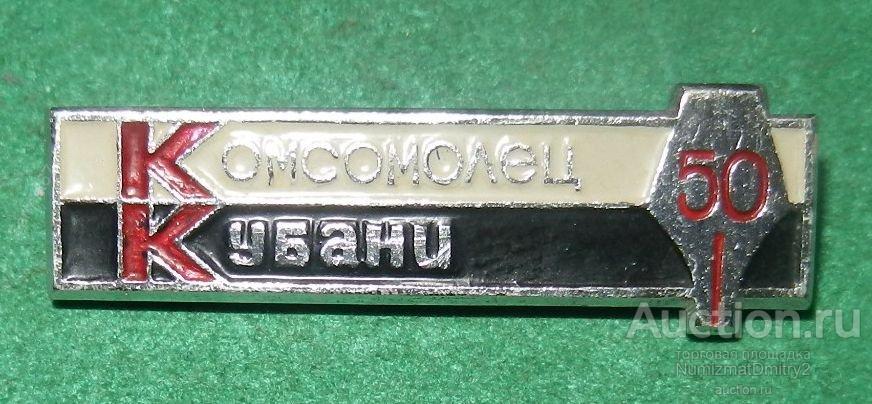 Комсомолец
Кубани
50
Auction.ru
торговая площадка
NumizmatDmitry2
auction.ru